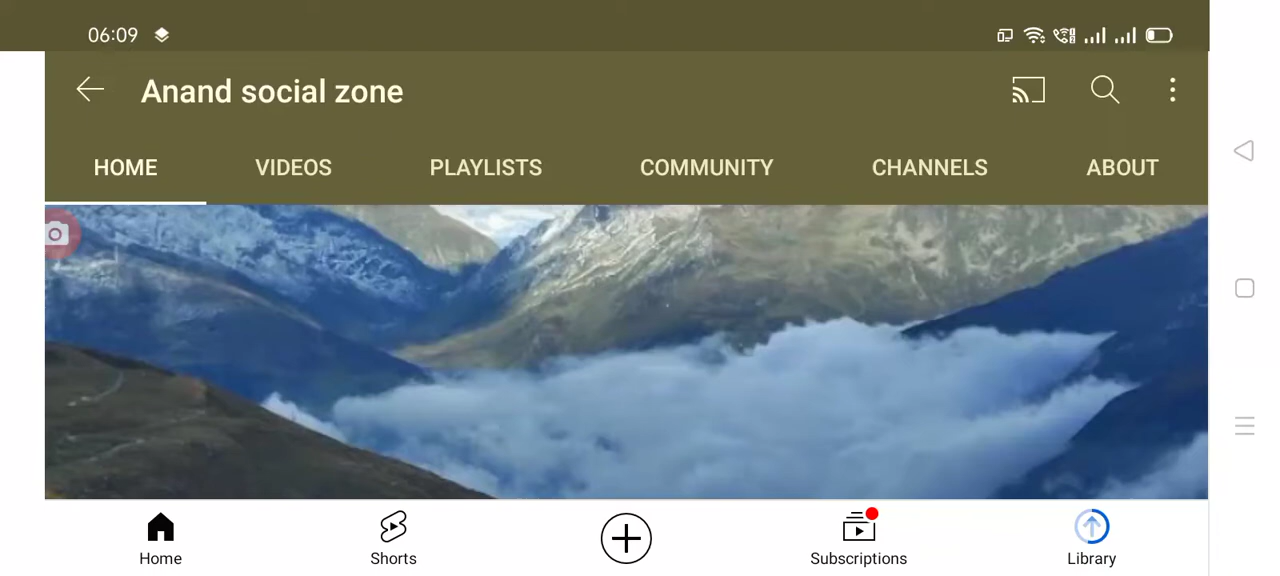 06:09
Anand social zone
HOME VIDEOS PLAYLISTS COMMUNITY CHANNELS ABOUT
Home Shorts Subscriptions Library